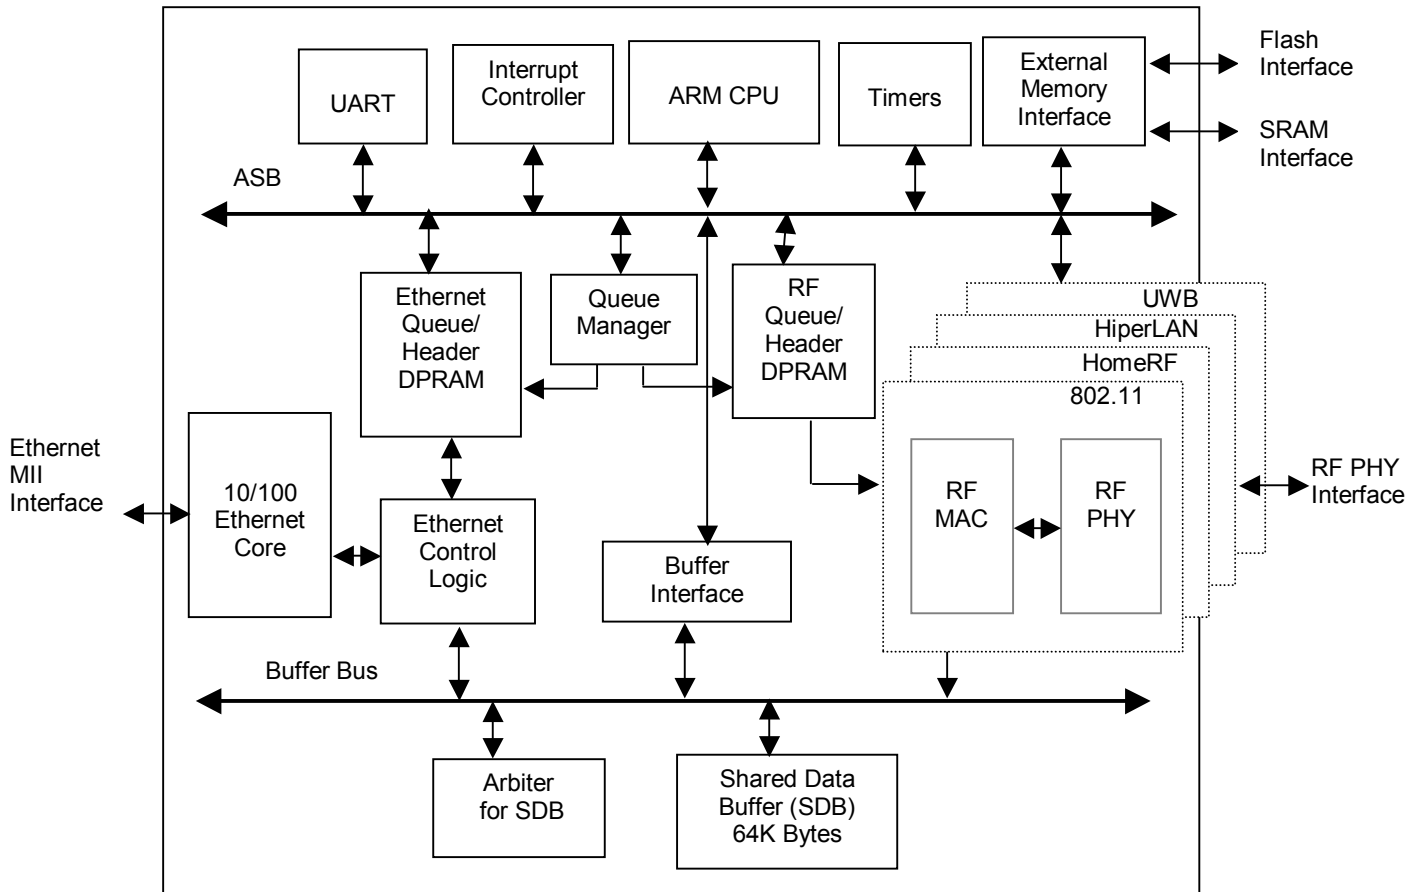 UART
Interrupt
Controller
ARM CPU
Timers
External
Memory
Interface
Flash
Interface
SRAM
Interface
ASB
Ethernet
Queue/
Header
DPRAM
Queue
Manager
RF
Queue/
Header
DPRAM
UWB
HiperLAN
HomeRF
802.11
RF
MAC
RF
PHY
RF PHY
Interface
Ethernet
MII
Interface
10/100
Ethernet
Core
Ethernet
Control
Logic
Buffer
Interface
Buffer Bus
Arbiter
for SDB
Shared Data
Buffer (SDB)
64K Bytes